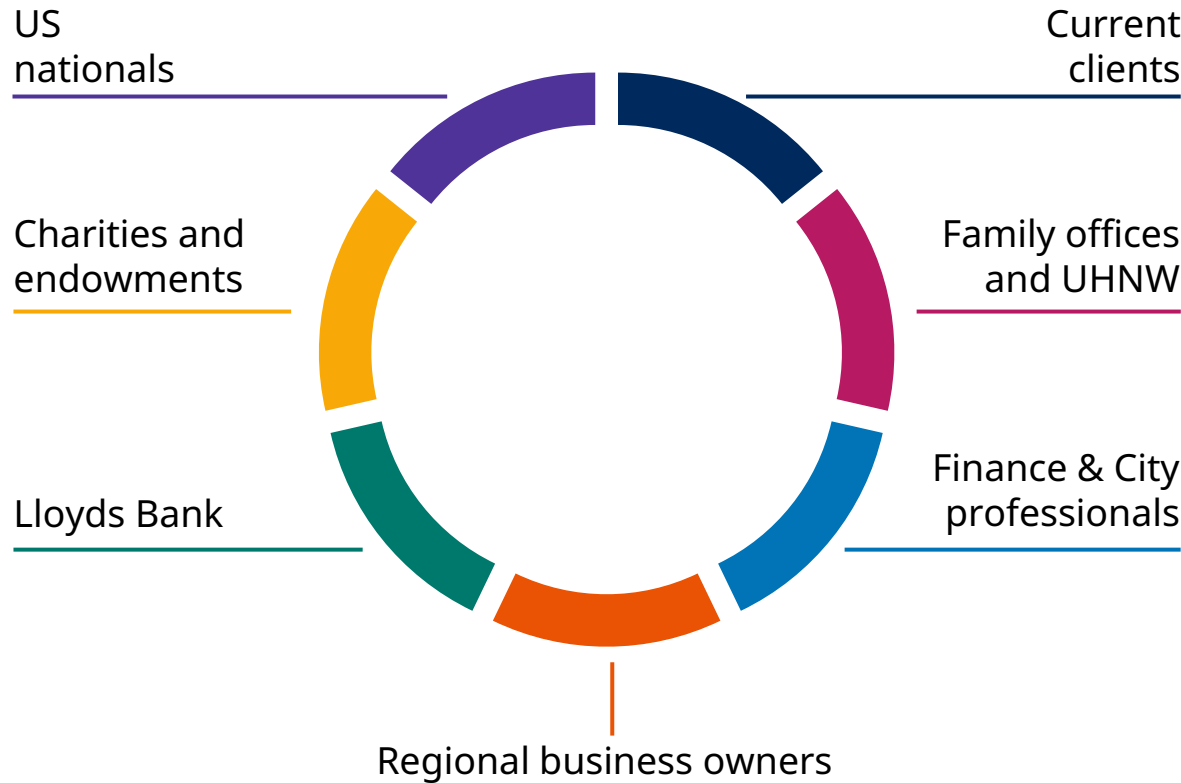 US
nationals
Current
clients
Charities and
endowments
Family offices
and UHNW
Lloyds Bank
Finance & City
professionals
Regional business owners